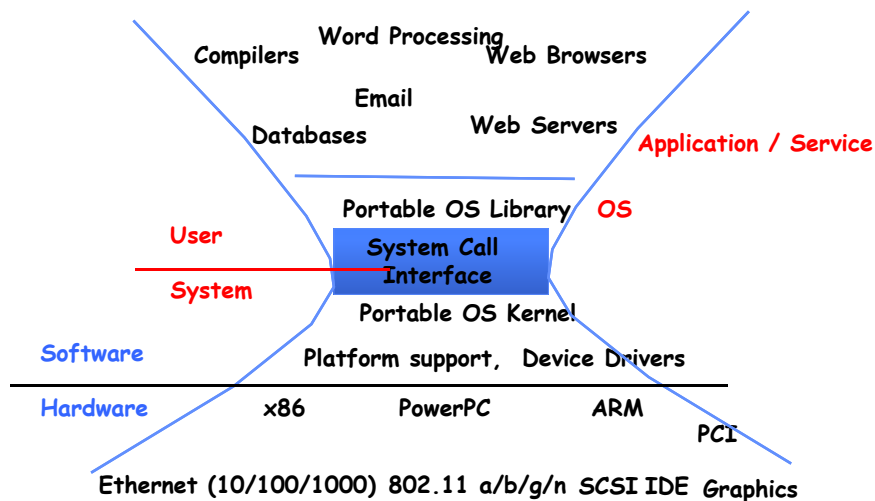 Word Processing
Compilers
Web Browsers
Email
Databases
Web Servers
Application / Service
Portable OS Library
OS
User
System Call
Interface
System
Portable OS Kernel
Software
Platform support, Device Drivers
Hardware
x86
PowerPC
ARM
PCI
Ethernet (10/100/1000) 802.11 a/b/g/n SCSI IDE Graphics